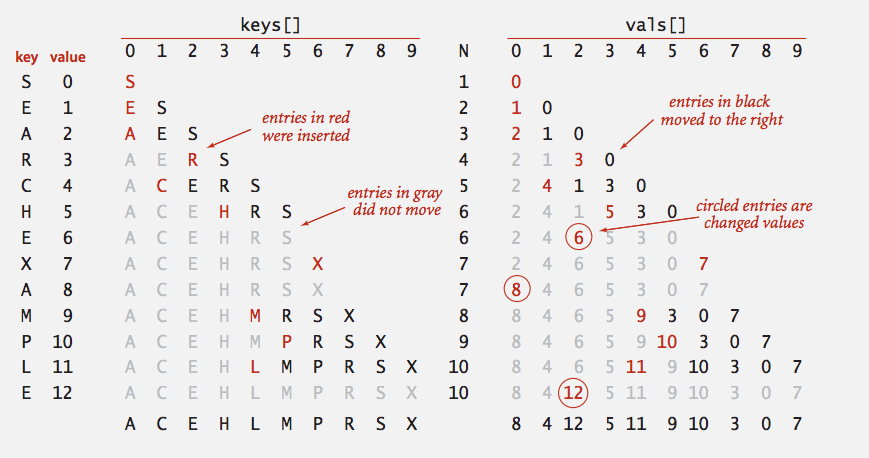 keys[] vals[]
key value 0 1 2 3 4 5 6 7 8 9 N 0 1 2 3 4 5 6 7 8 9
S 0 S 1 0
E 1 E S 2 1 0
A 2 A E S 3 2 1 0
R 3 A E R S 4 2 1 3 0
C 4 A C E R S 5 2 4 1 3 0
H 5 A C E H R S 6 2 4 1 5 3 0
E 6 A C E H R S 6 2 4 6 5 3 0
X 7 A C E H R S X 7 2 4 6 5 3 0 7
A 8 A C E H R S X 7 8 4 6 5 3 0 7
M 9 A C E H M R S X 8 8 4 6 5 9 3 0 7
P 10 A C E H M P R S X 9 8 4 6 5 9 10 3 0 7
L 11 A C E H L M P R S X 10 8 4 6 5 11 9 10 3 0 7
E 12 A C E H L M P R S X 10 8 4 12 5 11 9 10 3 0 7
A C E H L M P R S X 8 4 12 5 11 9 10 3 0 7
entries in red
were inserted
entries in gray
did not move
entries in black
moved to the right
circled entries are
changed values